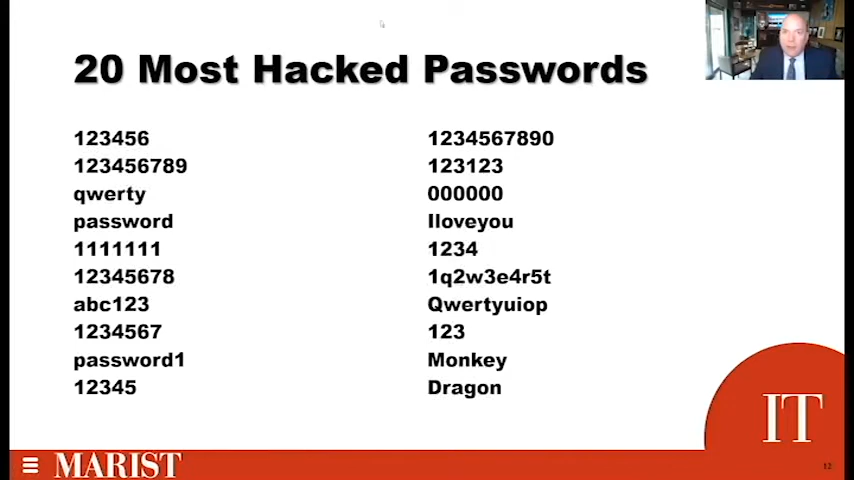 20 Most Hacked Passwords
123456
123456789
qwerty
password
1111111
12345678
abc123
1234567
password1
12345
1234567890
123123
000000
Iloveyou
1234
1q2w3e4r5t
Qwertyuiop
123
Monkey
Dragon
IT
MARIST
12